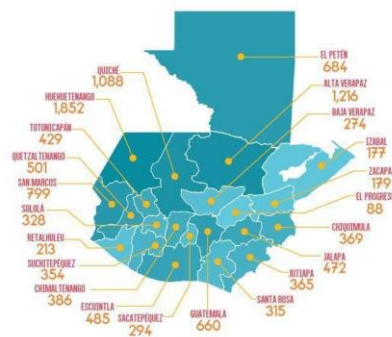 EL PETÉN
684
QUICHÉ
1,088
ALTA VERAPAZ
1,216
HUEHUETENANGO
1,852
BAJA VERAPAZ
274
TOTONICAPÁN
429
IZABAL
177
QUETZALTENANGO
501
ZACAPA
179
SAN MARCOS
799
EL PROGRESO
88
SOLOLÁ
328
CHIQUIMULA
369
RETALHULEU
213
JALAPA
472
SUCHITEPÉQUEZ
354
JUTIAPA
365
CHIMALTENANGO
386
SANTA ROSA
315
ESCUINTLA
485
GUATEMALA
660
SACATEPÉQUEZ
294